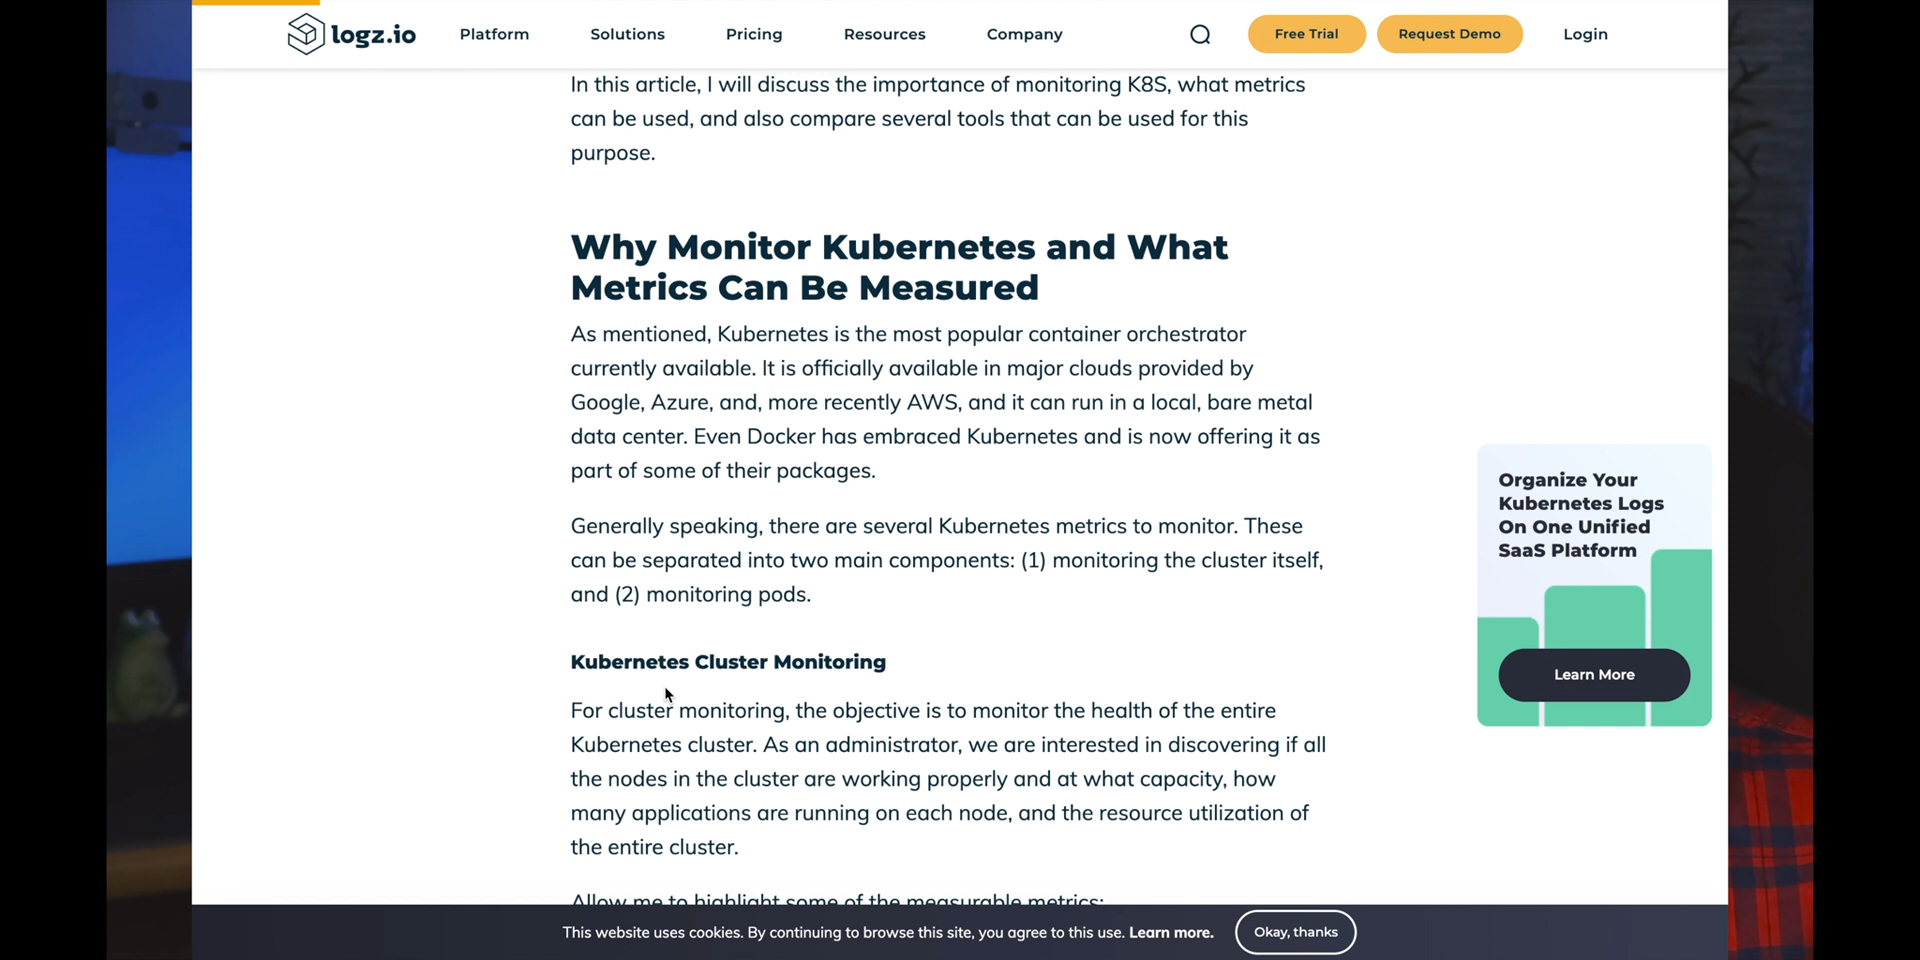 logz.io
Platform
Solutions
Pricing
Resources
Company
Free Trial
Request Demo
Login
In this article, I will discuss the importance of monitoring K8S, what metrics
can be used, and also compare several tools that can be used for this
purpose.
Why Monitor Kubernetes and What
Metrics Can Be Measured
As mentioned, Kubernetes is the most popular container orchestrator
currently available. It is officially available in major clouds provided by
Google, Azure, and, more recently AWS, and it can run in a local, bare metal
data center. Even Docker has embraced Kubernetes and is now offering it as
part of some of their packages.
Generally speaking, there are several Kubernetes metrics to monitor. These
can be separated into two main components: (1) monitoring the cluster itself,
and (2) monitoring pods.
Kubernetes Cluster Monitoring
For cluster monitoring, the objective is to monitor the health of the entire
Kubernetes cluster. As an administrator, we are interested in discovering if all
the nodes in the cluster are working properly and at what capacity, how
many applications are running on each node, and the resource utilization of
the entire cluster.
Allow me to highlight some of the measurable metrics:
Organize Your
Kubernetes Logs
On One Unified
SaaS Platform
Learn More
This website uses cookies. By continuing to browse this site, you agree to this use. Learn more.
Okay, thanks